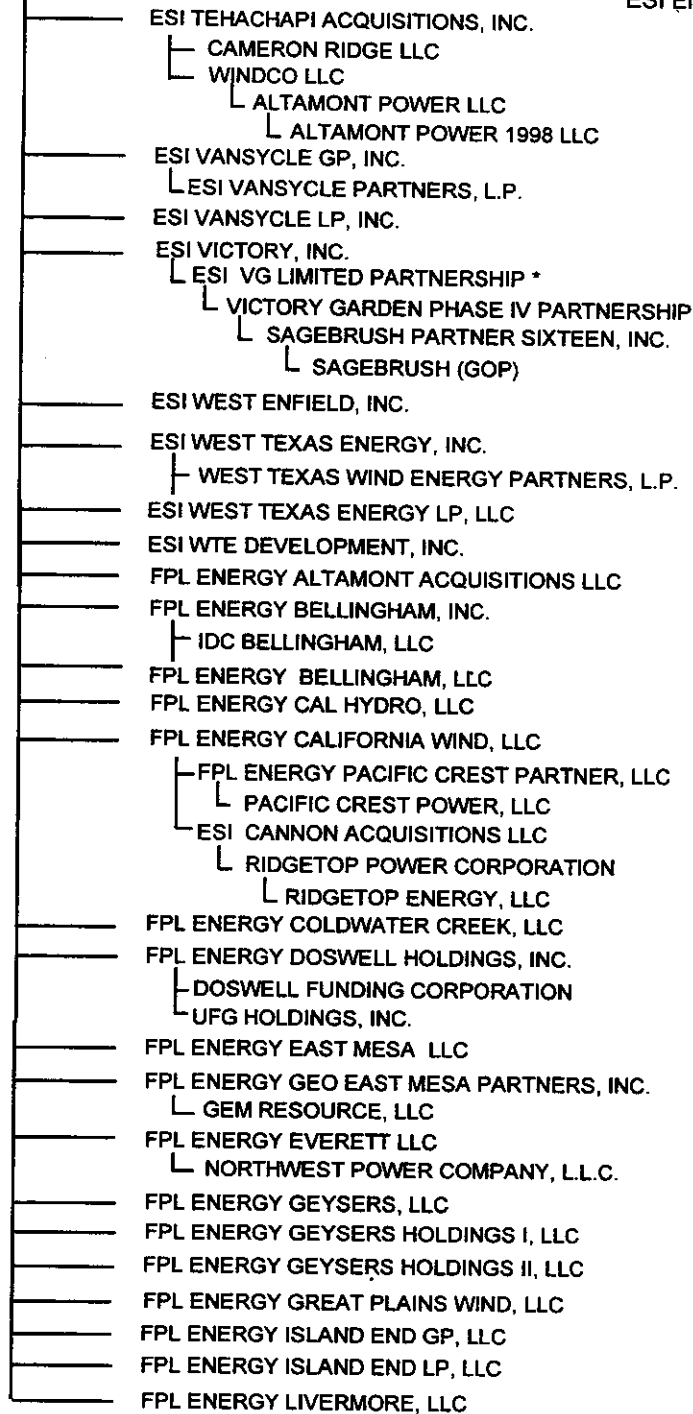 ESI
ESI TEHACHAPI ACQUISITIONS, INC.
CAMERON RIDGE LLC
WINDCO LLC
ALTAMONT POWER LLC
ALTAMONT POWER 1998 LLC
ESI VANSYCLE GP, INC.
ESI VANSYCLE PARTNERS, L.P.
ESI VANSYCLE LP, INC.
ESI VICTORY, INC.
ESI VG LIMITED PARTNERSHIP *
VICTORY GARDEN PHASE IV PARTNERSHIP
SAGEBRUSH PARTNER SIXTEEN, INC.
SAGEBRUSH (GOP)
ESI WEST ENFIELD, INC.
ESI WEST TEXAS ENERGY, INC.
WEST TEXAS WIND ENERGY PARTNERS, L.P.
ESI WEST TEXAS ENERGY LP, LLC
ESI WTE DEVELOPMENT, INC.
FPL ENERGY ALTAMONT ACQUISITIONS LLC
FPL ENERGY BELLINGHAM, INC.
IDC BELLINGHAM, LLC
FPL ENERGY BELLINGHAM, LLC
FPL ENERGY CAL HYDRO, LLC
FPL ENERGY CALIFORNIA WIND, LLC
FPL ENERGY PACIFIC CREST PARTNER, LLC
PACIFIC CREST POWER, LLC
ESI CANNON ACQUISITIONS LLC
RIDGETOP POWER CORPORATION
RIDGETOP ENERGY, LLC
FPL ENERGY COLDWATER CREEK, LLC
FPL ENERGY DOSWELL HOLDINGS, INC.
DOSWELL FUNDING CORPORATION
UFG HOLDINGS, INC.
FPL ENERGY EAST MESA LLC
FPL ENERGY GEO EAST MESA PARTNERS, INC.
GEM RESOURCE, LLC
FPL ENERGY EVERETT LLC
NORTHWEST POWER COMPANY, L.L.C.
FPL ENERGY GEYSERS, LLC
FPL ENERGY GEYSERS HOLDINGS I, LLC
FPL ENERGY GEYSERS HOLDINGS II, LLC
FPL ENERGY GREAT PLAINS WIND, LLC
FPL ENERGY ISLAND END GP, LLC
FPL ENERGY ISLAND END LP, LLC
FPL ENERGY LIVERMORE, LLC